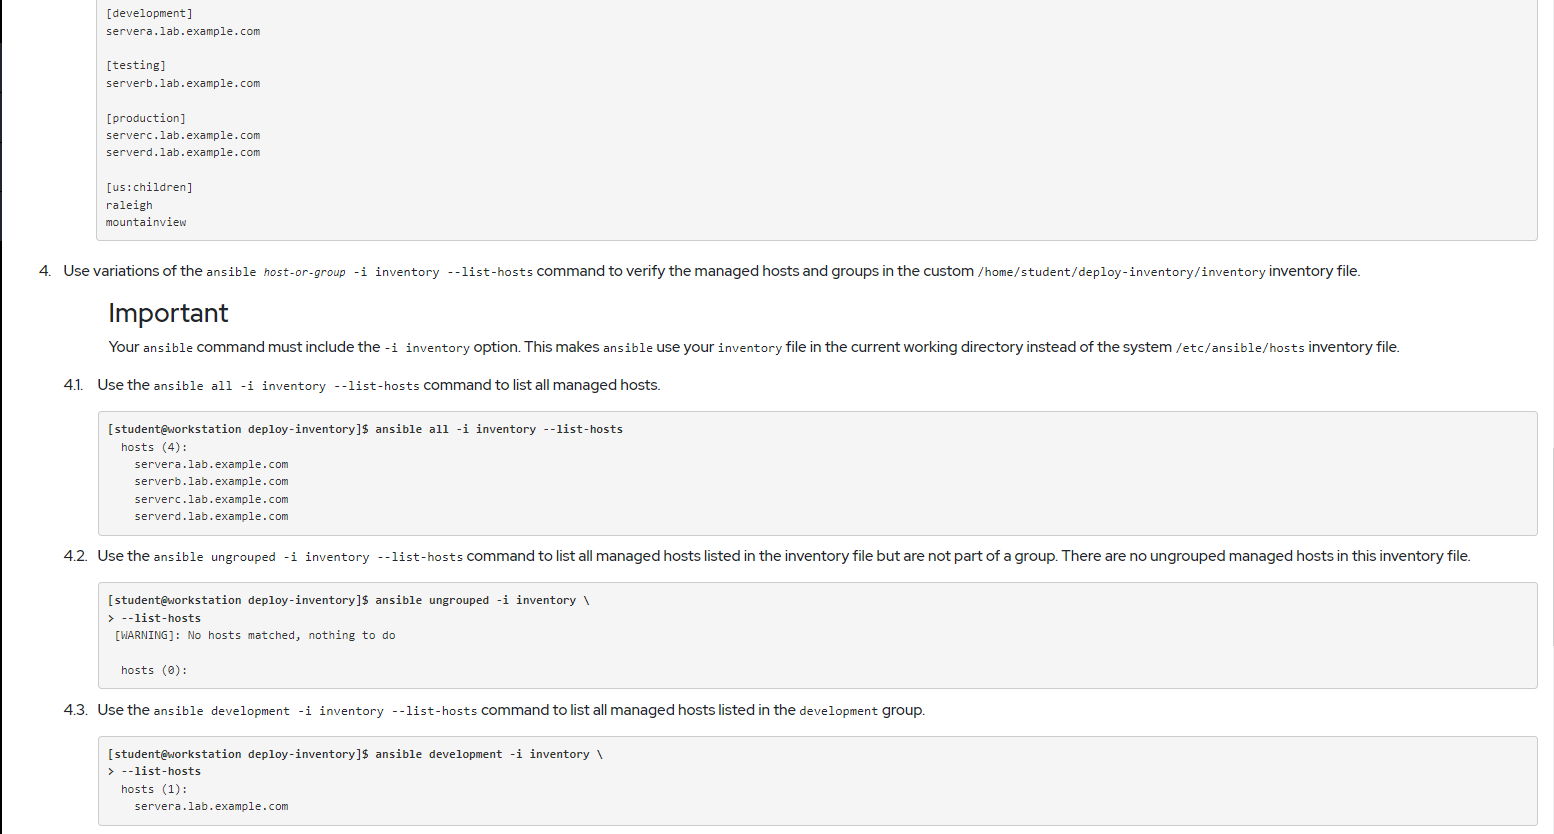 [development]
servera.lab.example.com
[testing]
serverb.lab.example.com
[production]
serverc.lab.example.com
serverd.lab.example.com
[us:children]
raleigh
mountainview
4. Use variations of the ansible host-or-group -i inventory --list-hosts command to verify the managed hosts and groups in the custom /home/student/deploy-inventory/inventory inventory file.
Important
Your ansible command must include the -i inventory option. This makes ansible use your inventory file in the current working directory instead of the system /etc/ansible/hosts inventory file.
4.1. Use the ansible all -i inventory --list-hosts command to list all managed hosts.
[student@workstation deploy-inventory]$ ansible all -i inventory --list-hosts
hosts (4):
servera.lab.example.com
serverb.lab.example.com
serverc.lab.example.com
serverd.lab.example.com
4.2. Use the ansible ungrouped -i inventory --list-hosts command to list all managed hosts listed in the inventory file but are not part of a group. There are no ungrouped managed hosts in this inventory file.
[student@workstation deploy-inventory]$ ansible ungrouped -i inventory \
> --list-hosts
[WARNING]: No hosts matched, nothing to do
hosts (0):
4.3. Use the ansible development -i inventory --list-hosts command to list all managed hosts listed in the development group.
[student@workstation deploy-inventory]$ ansible development -i inventory \
> --list-hosts
hosts (1):
servera.lab.example.com